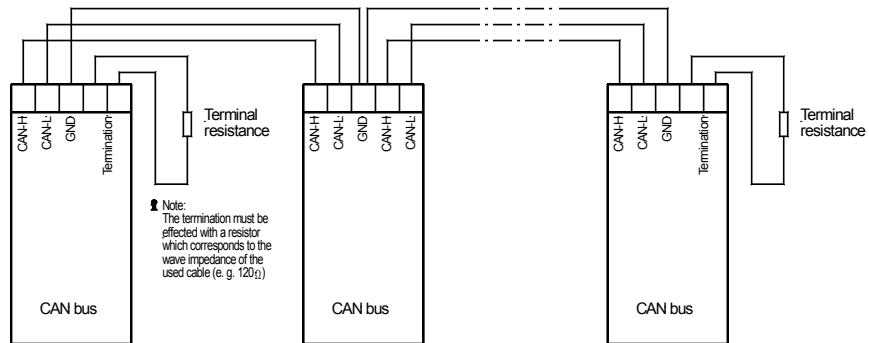 CAN-H
CAN-L
GND
Termination
Terminal
resistance
CAN-H
CAN-L
GND
CAN-H
CAN-L
CAN-H
CAN-L
GND
Termination
Terminal
resistance
Note:
The termination must be
effected with a resistor
which corresponds to the
wave impedance of the
used cable (e. g. 120Ω)
CAN bus
CAN bus
CAN bus